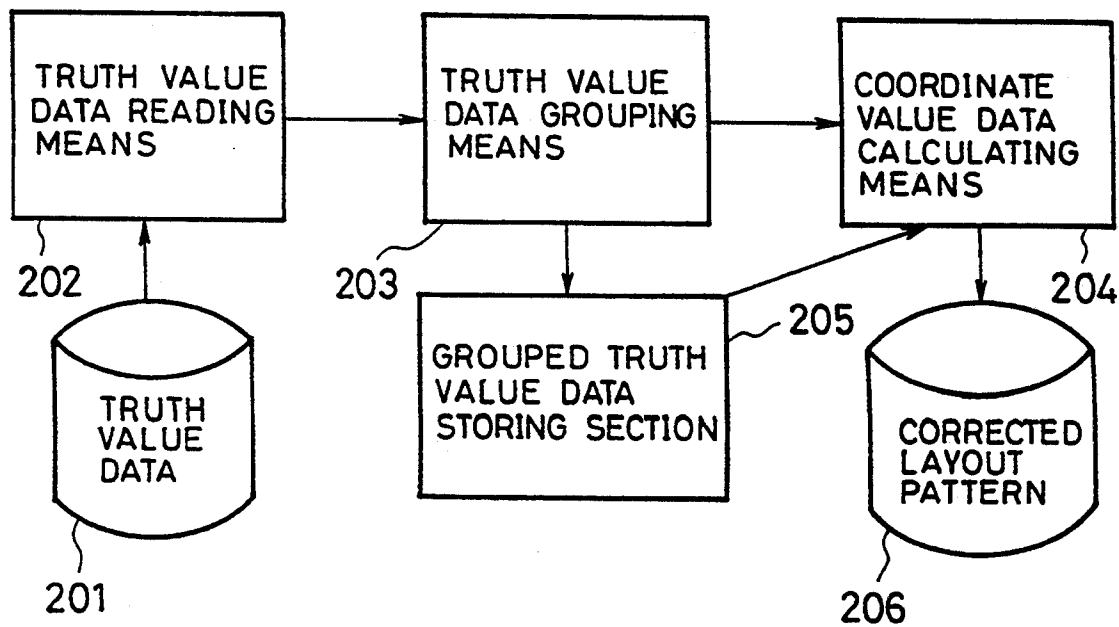 TRUTH VALUE
DATA READING
MEANS
TRUTH VALUE
DATA GROUPING
MEANS
COORDINATE
VALUE DATA
CALCULATING
MEANS
202
203
204
205
GROUPED TRUTH
VALUE DATA
STORING SECTION
TRUTH
VALUE
DATA
CORRECTED
LAYOUT
PATTERN
201
206